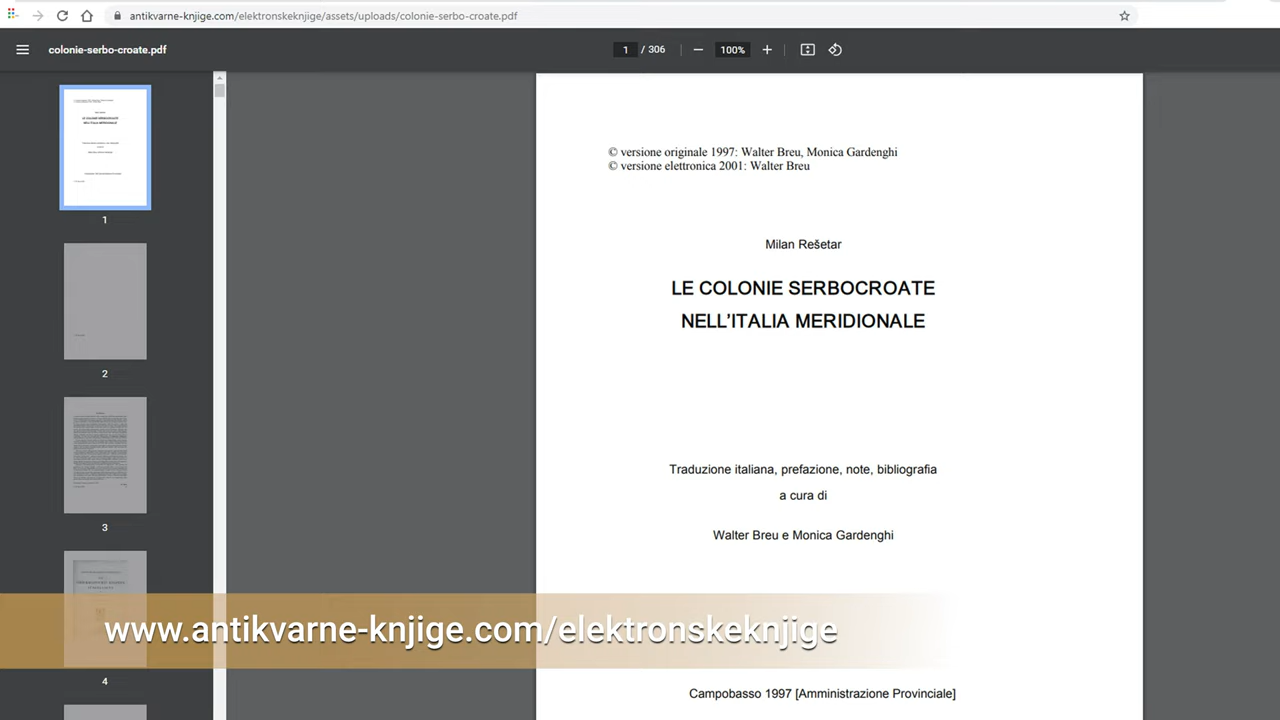 antikvarne-knjige.com/elektronskeknjige/assets/uploads/colonie-serbo-croate.pdf
colonie-serbo-croate.pdf
1 / 306
100%
1
2
3
4
© versione originale 1997: Walter Breu, Monica Gardenghi
© versione elettronica 2001: Walter Breu
Milan Rešetar
LE COLONIE SERBOCROATE
NELL'ITALIA MERIDIONALE
Traduzione italiana, prefazione, note, bibliografia
a cura di
Walter Breu e Monica Gardenghi
www.antikvarne-knjige.com/elektronskeknjige
Campobasso 1997 [Amministrazione Provinciale]